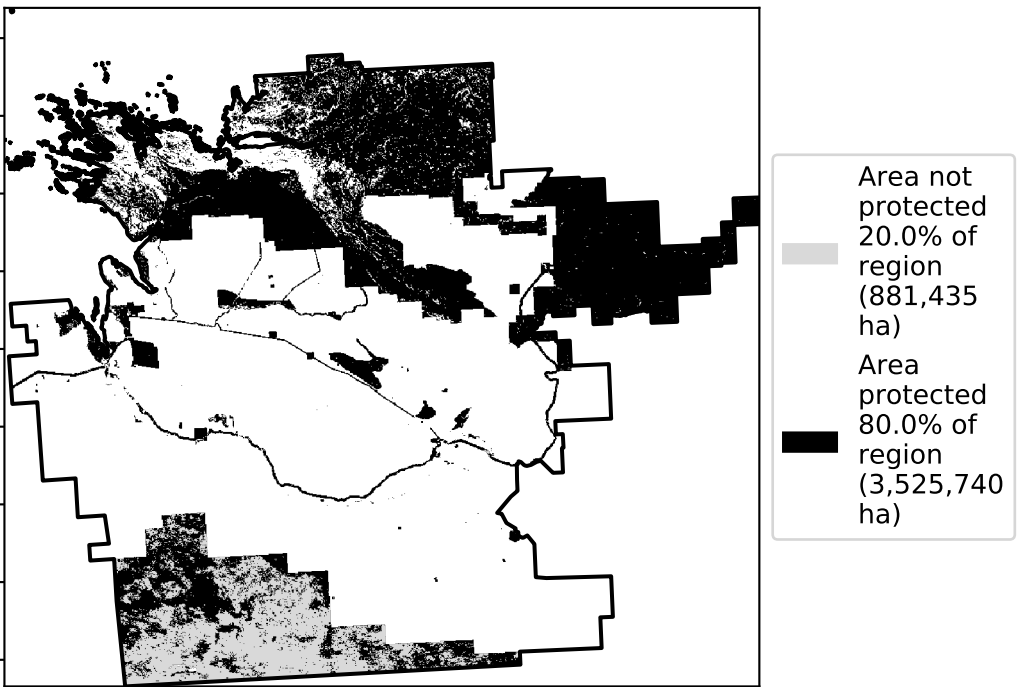 Area not
protected
20.0% of
region
(881,435
ha)
Area
protected
80.0% of
region
(3,525,740
ha)